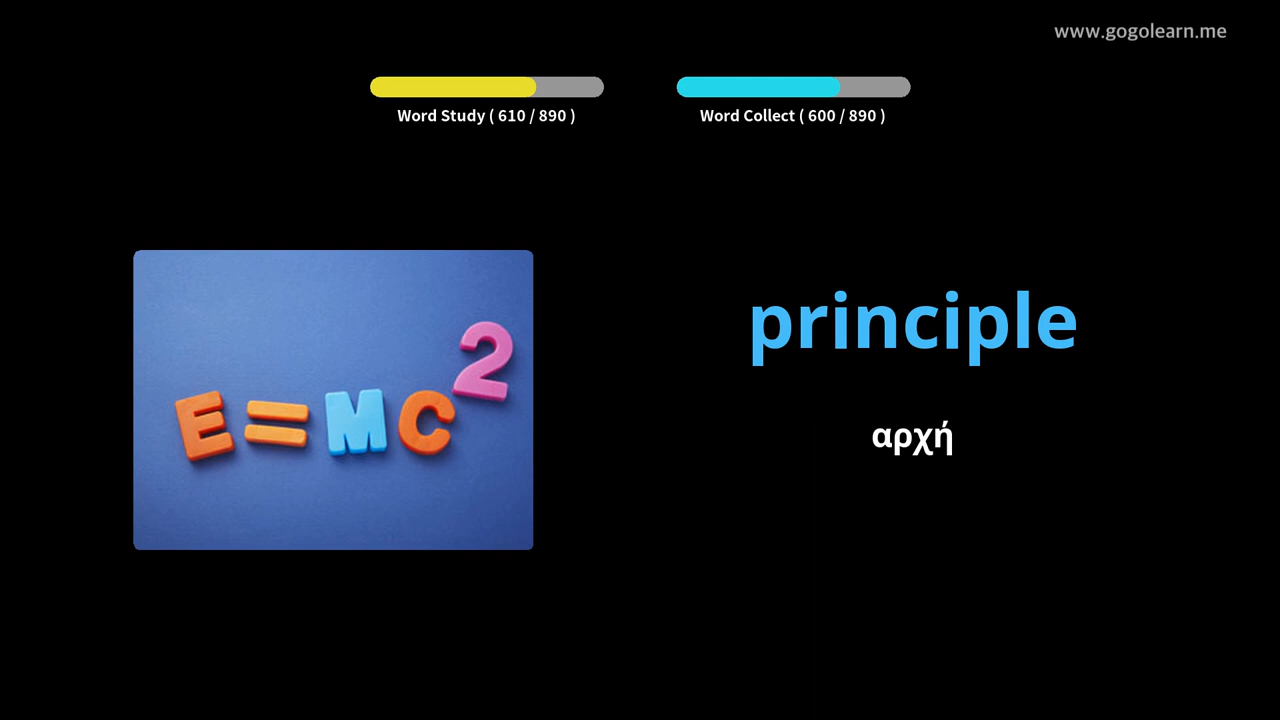 www.gogolearn.me
Word Study ( 610 / 890 )
Word Collect ( 600 / 890 )
E=MC2
principle
αρχή